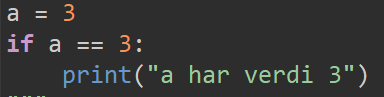 a = 3
if a == 3:
    print("a har verdi 3")